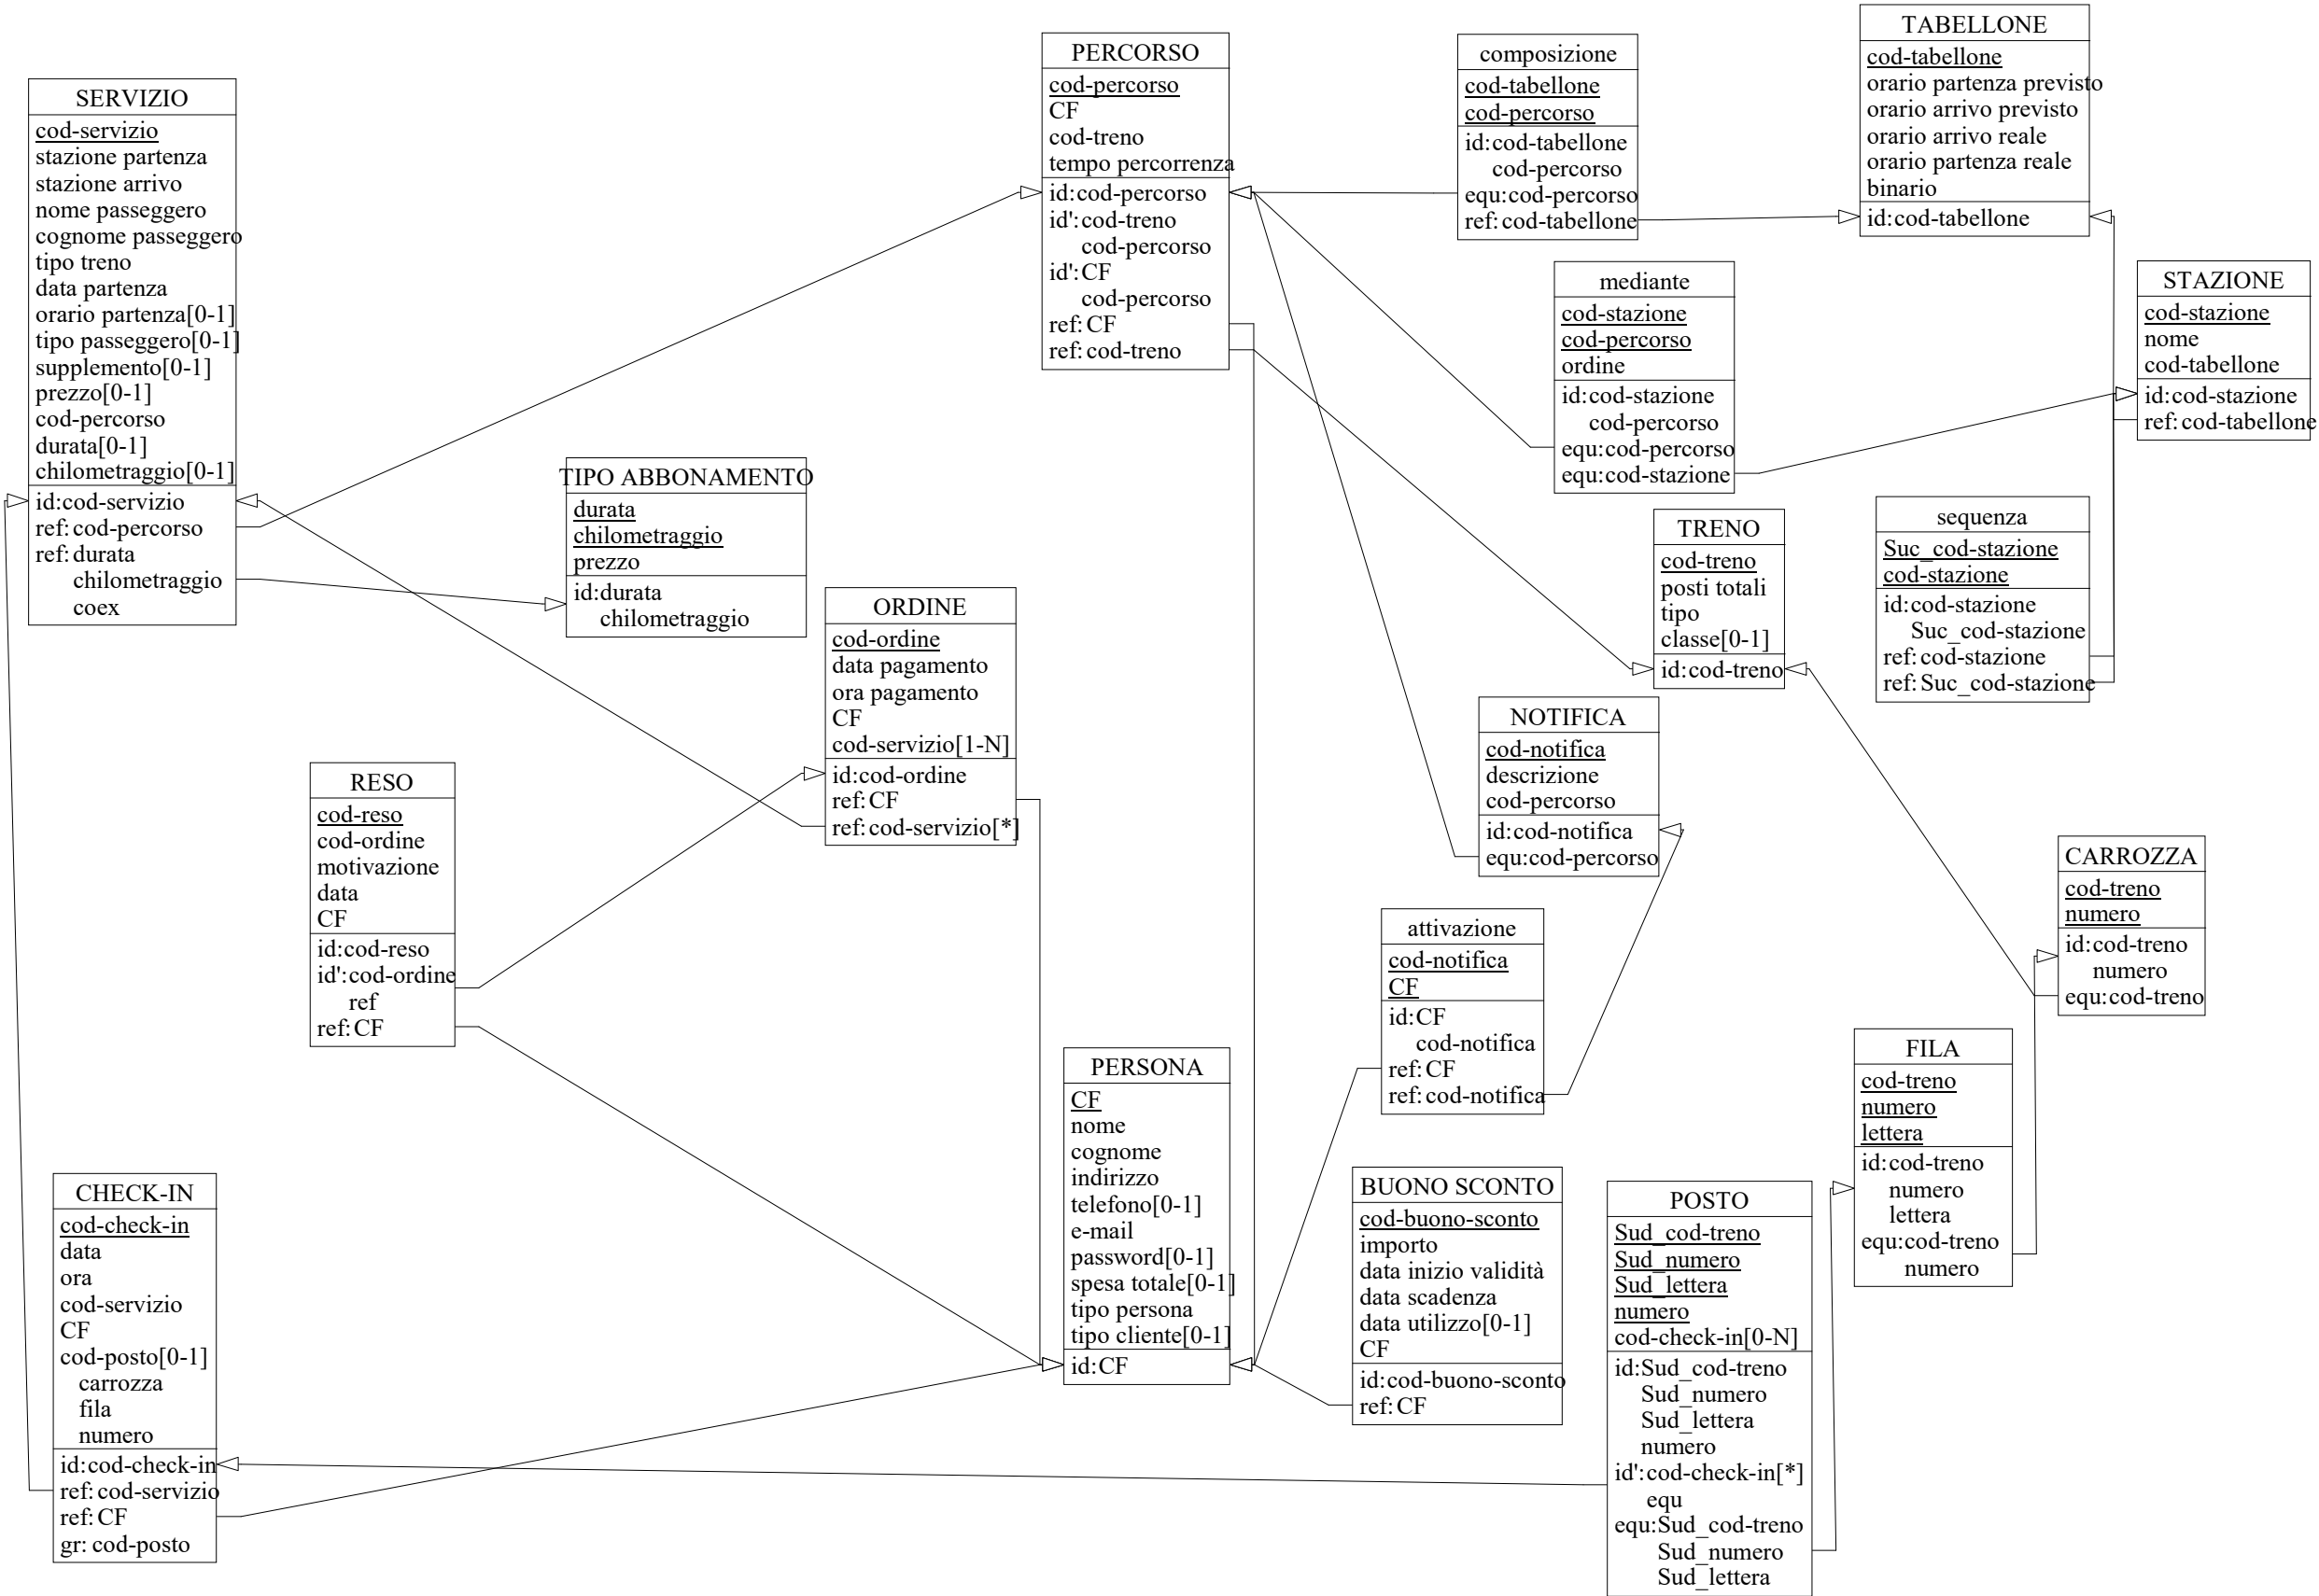 SERVIZIO
cod-servizio
stazione partenza
stazione arrivo
nome passeggero
cognome passeggero
tipo treno
data partenza
orario partenza[0-1]
tipo passeggero[0-1]
supplemento[0-1]
prezzo[0-1]
cod-percorso
durata[0-1]
chilometraggio[0-1]
id:cod-servizio
ref: cod-percorso
ref: durata
chilometraggio
coex
PERCORSO
cod-percorso
CF
cod-treno
tempo percorrenza
id:cod-percorso
id': cod-treno
cod-percorso
id': CF
cod-percorso
ref: CF
ref: cod-treno
composizione
cod-tabellone
cod-percorso
id:cod-tabellone
cod-percorso
equ:cod-percorso
ref: cod-tabellone
TABELLONE
cod-tabellone
orario partenza previsto
orario arrivo previsto
orario arrivo reale
orario partenza reale
binario
id:cod-tabellone
mediante
cod-stazione
cod-percorso
ordine
id:cod-stazione
cod-percorso
equ:cod-percorso
equ:cod-stazione
STAZIONE
cod-stazione
nome
cod-tabellone
id:cod-stazione
ref: cod-tabellone
TIPO ABBONAMENTO
durata
chilometraggio
prezzo
id:durata
chilometraggio
sequenza
Suc_cod-stazione
cod-stazione
id:cod-stazione
Suc_cod-stazione
ref: cod-stazione
ref: Suc_cod-stazione
TRENO
cod-treno
posti totali
tipo
classe[0-1]
id:cod-treno
ORDINE
cod-ordine
data pagamento
ora pagamento
CF
cod-servizio[1-N]
id:cod-ordine
ref: CF
ref: cod-servizio[*]
NOTIFICA
cod-notifica
descrizione
cod-percorso
id:cod-notifica
equ:cod-percorso
RESO
cod-reso
cod-ordine
motivazione
data
CF
id:cod-reso
id':cod-ordine
ref
ref: CF
CARROZZA
cod-treno
numero
id:cod-treno
numero
equ:cod-treno
attivazione
cod-notifica
CF
id:CF
cod-notifica
ref: CF
ref: cod-notifica
FILA
cod-treno
numero
lettera
id:cod-treno
numero
lettera
equ:cod-treno
numero
PERSONA
CF
nome
cognome
indirizzo
telefono[0-1]
e-mail
password[0-1]
spesa totale[0-1]
tipo persona
tipo cliente[0-1]
id:CF
CHECK-IN
cod-check-in
data
ora
cod-servizio
CF
cod-posto[0-1]
carrozza
fila
numero
id:cod-check-in
ref: cod-servizio
ref: CF
gr: cod-posto
BUONO SCONTO
cod-buono-sconto
importo
data inizio validità
data scadenza
data utilizzo[0-1]
CF
id:cod-buono-sconto
ref: CF
POSTO
Sud_cod-treno
Sud_numero
Sud_lettera
numero
cod-check-in[0-N]
id:Sud_cod-treno
Sud_numero
Sud_lettera
numero
id':cod-check-in[*]
equ
equ:Sud_cod-treno
Sud_numero
Sud_lettera